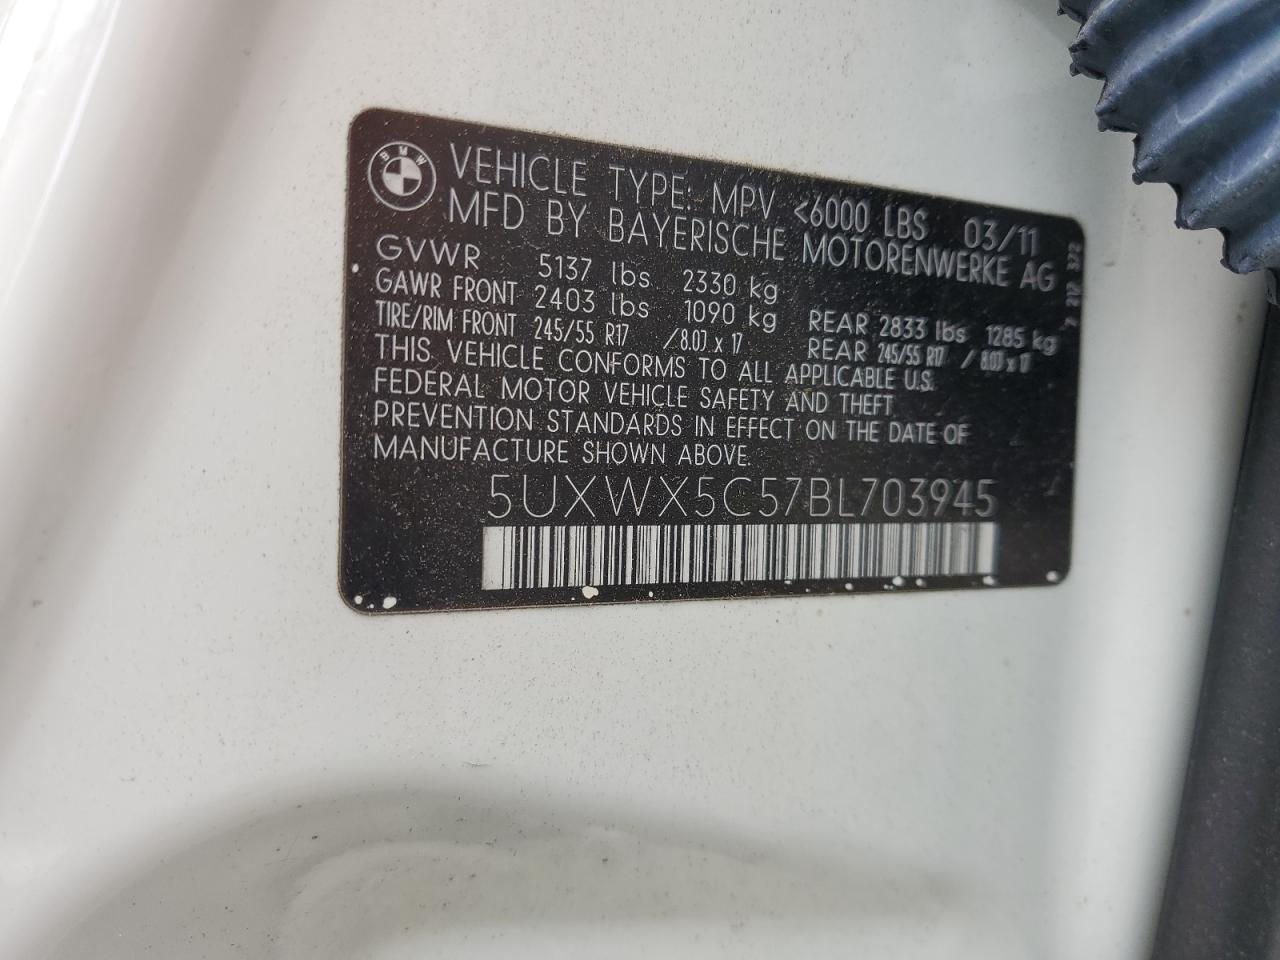 BMW
VEHICLE TYPE: MPV <6000 LBS 03/11
MFD BY BAYERISCHE MOTORENWERKE AG
GVWR 5137 lbs 2330 kg
GAWR FRONT 2403 lbs 1090 kg REAR 2833 lbs 1285 kg
TIRE/RIM FRONT 245/55 R17 /8.0J x 17 REAR 245/55 R17 / 8.0J x 17
THIS VEHICLE CONFORMS TO ALL APPLICABLE U.S.
FEDERAL MOTOR VEHICLE SAFETY AND THEFT
PREVENTION STANDARDS IN EFFECT ON THE DATE OF
MANUFACTURE SHOWN ABOVE.
5UXWX5C57BL703945